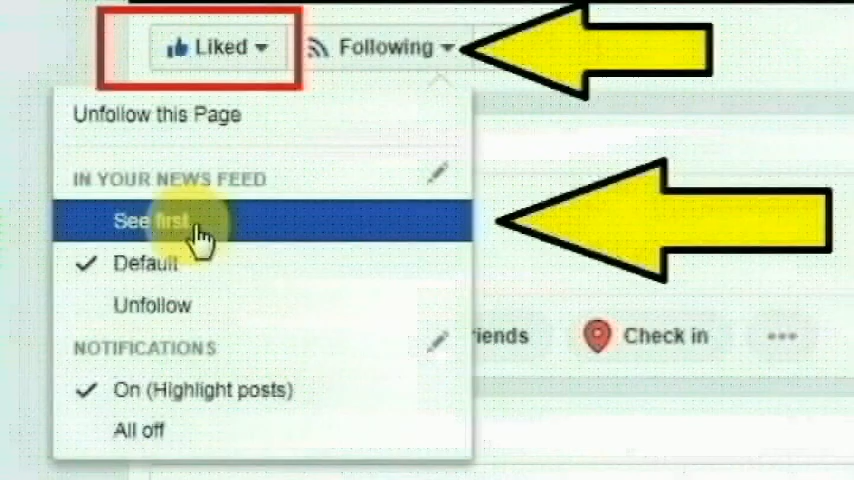 Liked Following
Unfollow this Page
IN YOUR NEWS FEED
See first
Default
Unfollow
riends Check in
NOTIFICATIONS
On (Highlight posts)
All off